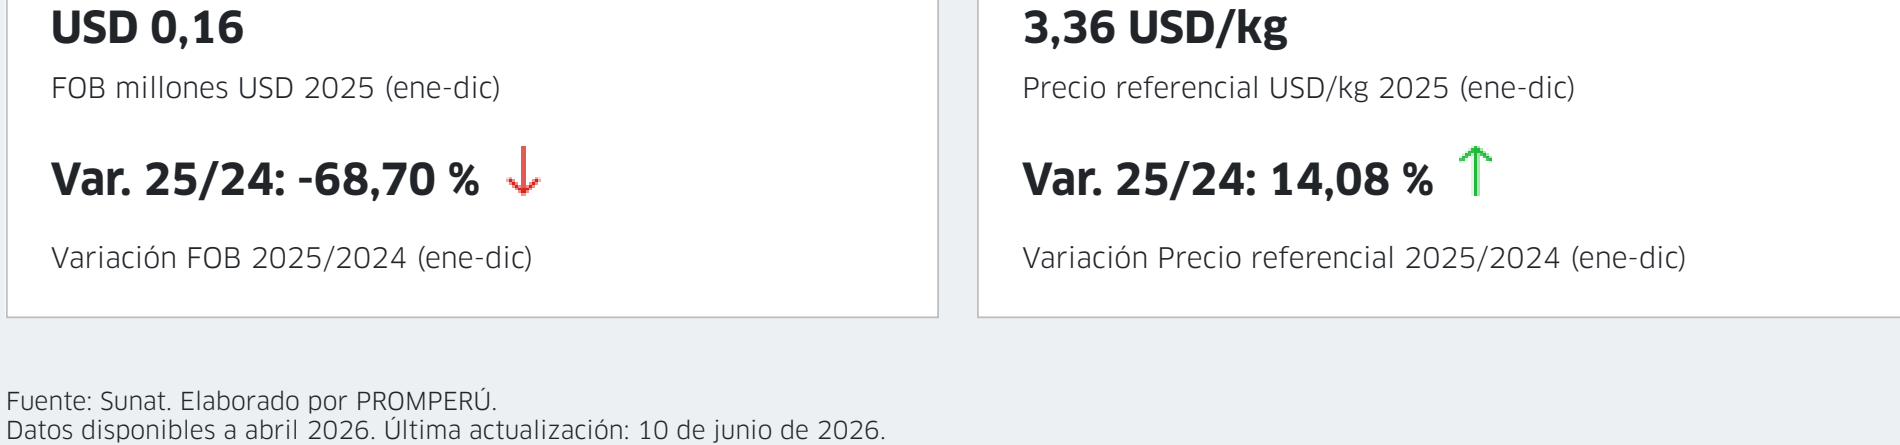 USD 0,16
FOB millones USD 2025 (ene-dic)
Var. 25/24: -68,70 %
Variación FOB 2025/2024 (ene-dic)
3,36 USD/kg
Precio referencial USD/kg 2025 (ene-dic)
Var. 25/24: 14,08 %
Variación Precio referencial 2025/2024 (ene-dic)
Fuente: Sunat. Elaborado por PROMPERÚ.
Datos disponibles a abril 2026. Última actualización: 10 de junio de 2026.